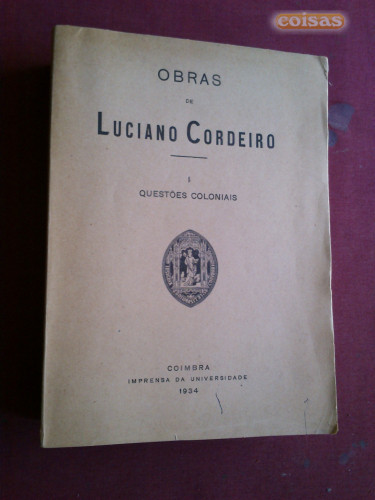 coisas
OBRAS
DE
LUCIANO CORDEIRO
I
QUESTÕES COLONIAIS
COIMBRA
IMPRENSA DA UNIVERSIDADE
1934